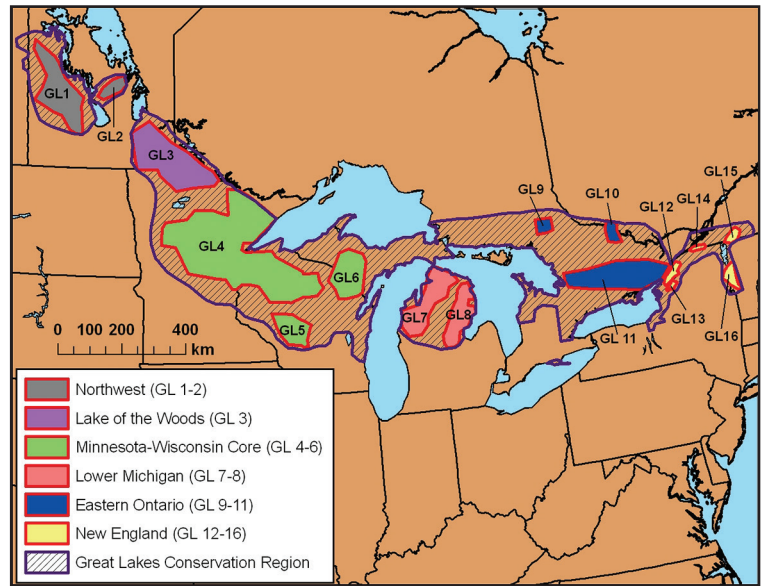 GL1
GL2
GL3
GL4
GL5
GL6
GL7
GL8
GL9
GL10
GL 11
GL12
GL13
GL14
GL15
GL16
0 100 200 400
km
Northwest (GL 1-2)
Lake of the Woods (GL 3)
Minnesota-Wisconsin Core (GL 4-6)
Lower Michigan (GL 7-8)
Eastern Ontario (GL 9-11)
New England (GL 12-16)
Great Lakes Conservation Region